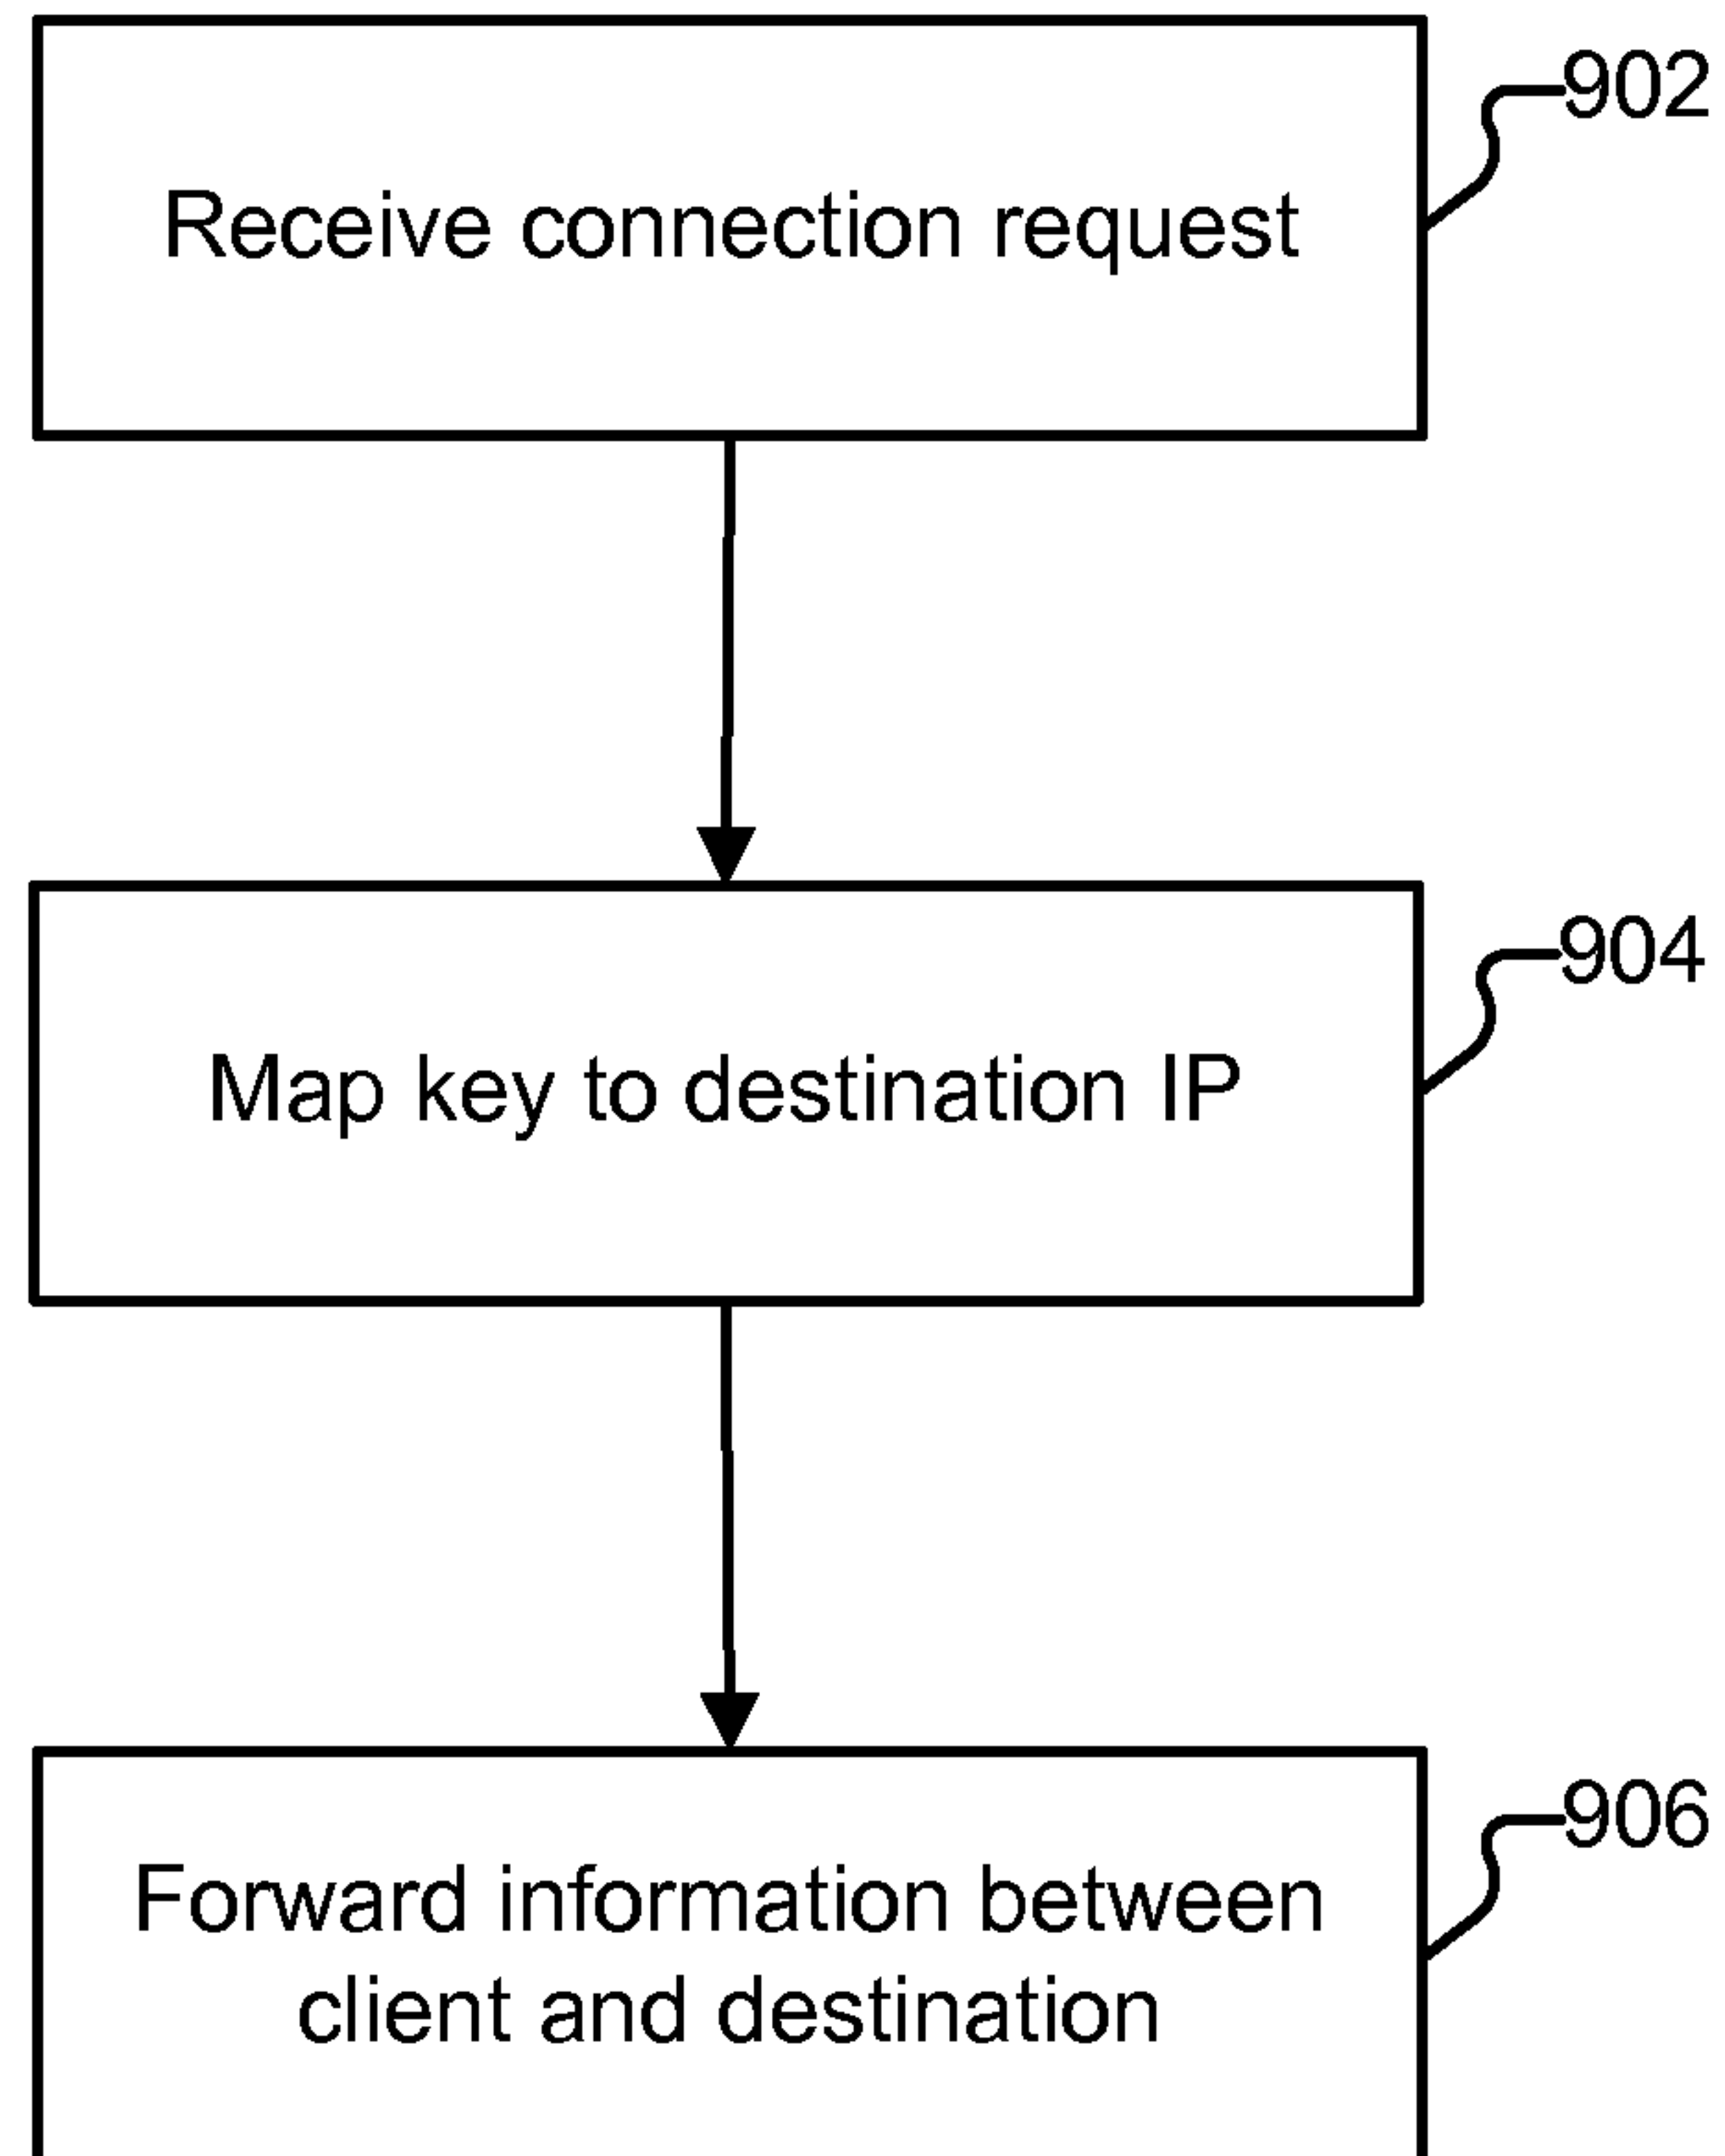 902
Receive connection request
904
Map key to destination IP
906
Forward information between
client and destination